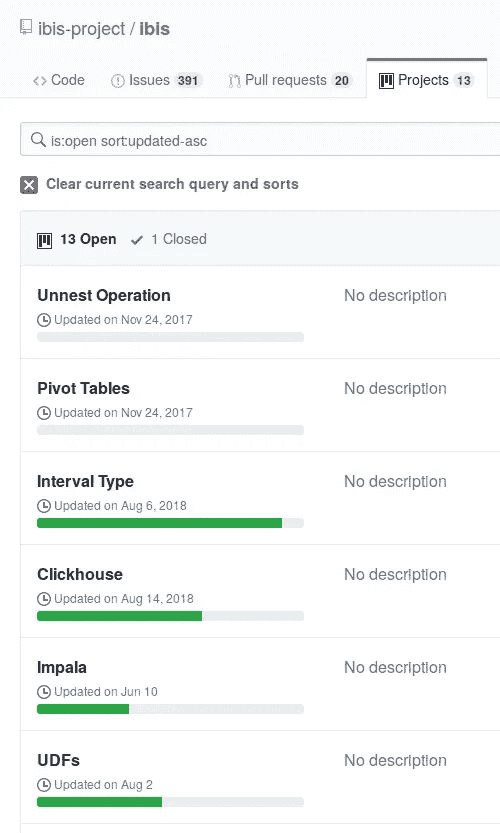 ibis-project / ibis
Code Issues 391 Pull requests 20 Projects 13
is:open sort:updated-asc
Clear current search query and sorts
13 Open 1 Closed
Unnest Operation No description
Updated on Nov 24, 2017
Pivot Tables No description
Updated on Nov 24, 2017
Interval Type No description
Updated on Aug 6, 2018
Clickhouse No description
Updated on Aug 14, 2018
Impala No description
Updated on Jun 10
UDFs No description
Updated on Aug 2